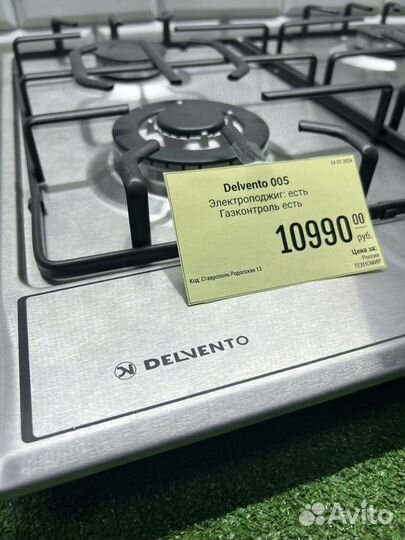 24.01.2024
Delvento 005
Электроподжиг: есть
Газконтроль есть
10990 00
руб.
Цена за:
Россия
ТЕХНОМИР
Код: Ставрополь Родосская 13
DELVENTO
Avito